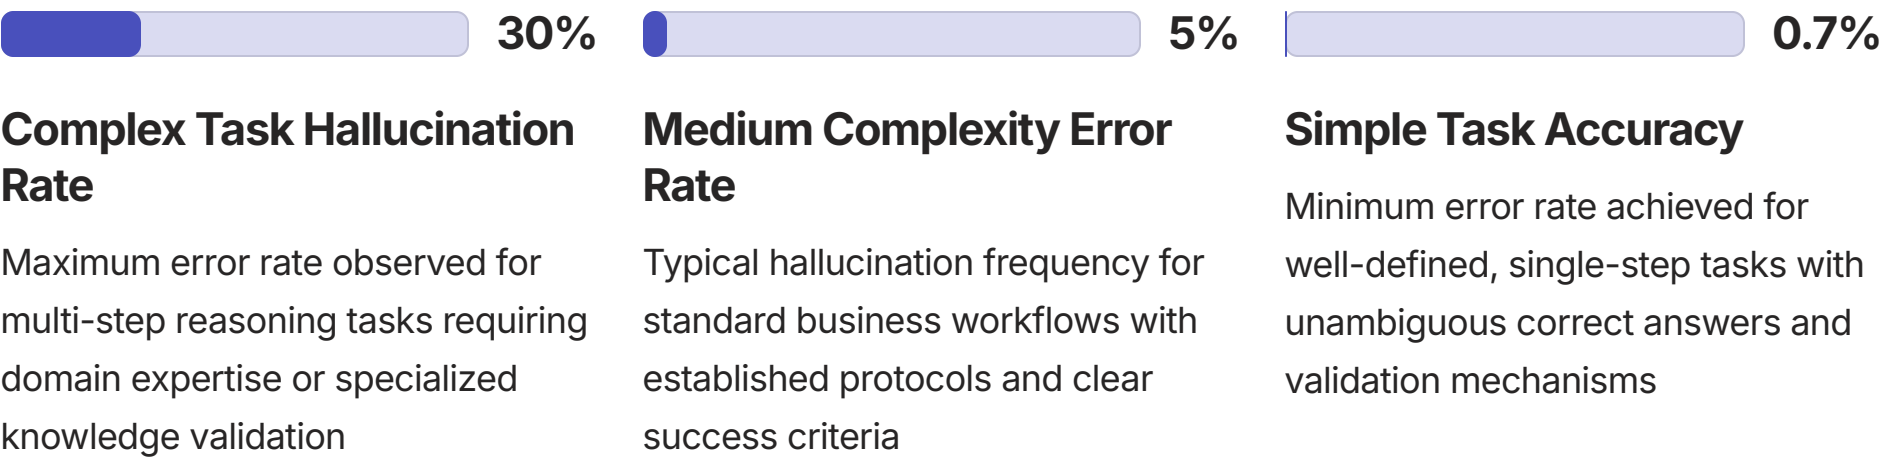 30%
Complex Task Hallucination
Rate
Maximum error rate observed for
multi-step reasoning tasks requiring
domain expertise or specialized
knowledge validation
5%
Medium Complexity Error
Rate
Typical hallucination frequency for
standard business workflows with
established protocols and clear
success criteria
0.7%
Simple Task Accuracy
Minimum error rate achieved for
well-defined, single-step tasks with
unambiguous correct answers and
validation mechanisms